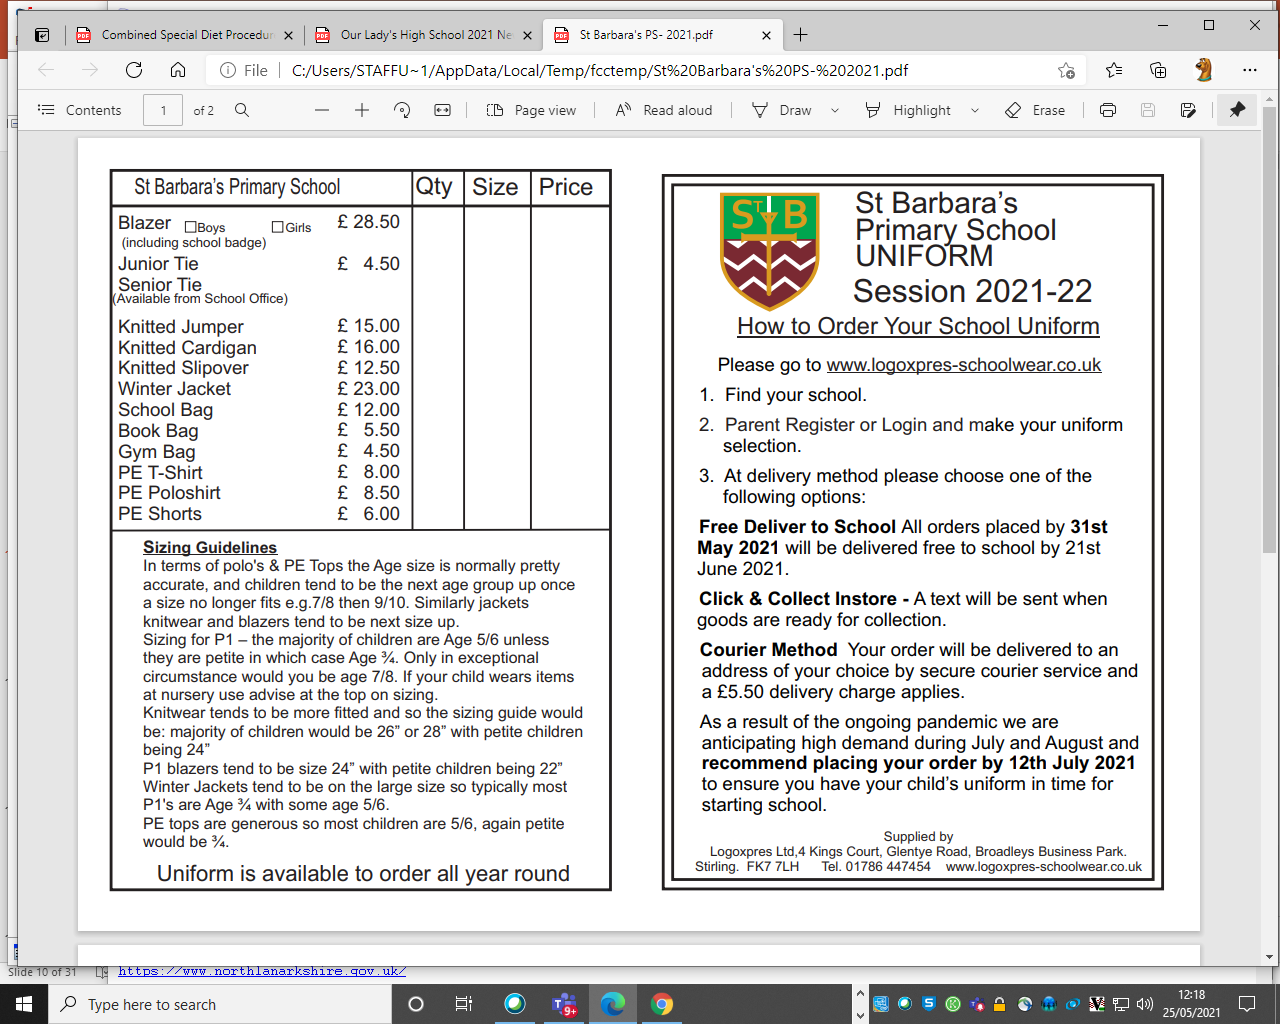 Combined Special Diet Procedur
Our Lady's High School 2021 Ne
St Barbara's PS- 2021.pdf
File
C:/Users/STAFFU~1/AppData/Local/Temp/fcctemp/St%20Barbara's%20PS-%202021.pdf
Contents
1
of 2
Page view
Read aloud
Draw
Highlight
Erase
St Barbara's Primary School Qty Size Price
Blazer Boys Girls £ 28.50
(including school badge)
Junior Tie £ 4.50
Senior Tie
(Available from School Office)
Knitted Jumper £ 15.00
Knitted Cardigan £ 16.00
Knitted Slipover £ 12.50
Winter Jacket £ 23.00
School Bag £ 12.00
Book Bag £ 5.50
Gym Bag £ 4.50
PE T-Shirt £ 8.00
PE Poloshirt £ 8.50
PE Shorts £ 6.00
Sizing Guidelines
In terms of polo's & PE Tops the Age size is normally pretty
accurate, and children tend to be the next age group up once
a size no longer fits e.g.7/8 then 9/10. Similarly jackets
knitwear and blazers tend to be next size up.
Sizing for P1 – the majority of children are Age 5/6 unless
they are petite in which case Age ¾. Only in exceptional
circumstance would you be age 7/8. If your child wears items
at nursery use advise at the top on sizing.
Knitwear tends to be more fitted and so the sizing guide would
be: majority of children would be 26” or 28” with petite children
being 24”
P1 blazers tend to be size 24” with petite children being 22”
Winter Jackets tend to be on the large size so typically most
P1's are Age ¾ with some age 5/6.
PE tops are generous so most children are 5/6, again petite
would be ¾.
Uniform is available to order all year round
ST B
St Barbara's
Primary School
UNIFORM
Session 2021-22
How to Order Your School Uniform
Please go to www.logoxpres-schoolwear.co.uk
1. Find your school.
2. Parent Register or Login and make your uniform
selection.
3. At delivery method please choose one of the
following options:
Free Deliver to School All orders placed by 31st
May 2021 will be delivered free to school by 21st
June 2021.
Click & Collect Instore - A text will be sent when
goods are ready for collection.
Courier Method Your order will be delivered to an
address of your choice by secure courier service and
a £5.50 delivery charge applies.
As a result of the ongoing pandemic we are
anticipating high demand during July and August and
recommend placing your order by 12th July 2021
to ensure you have your child's uniform in time for
starting school.
Supplied by
Logoxpres Ltd,4 Kings Court, Glentye Road, Broadleys Business Park.
Stirling. FK7 7LH Tel. 01786 447454 www.logoxpres-schoolwear.co.uk
Slide 10 of 31
https://www.northlanarkshire.gov.uk/
Type here to search
9+
12:18
25/05/2021